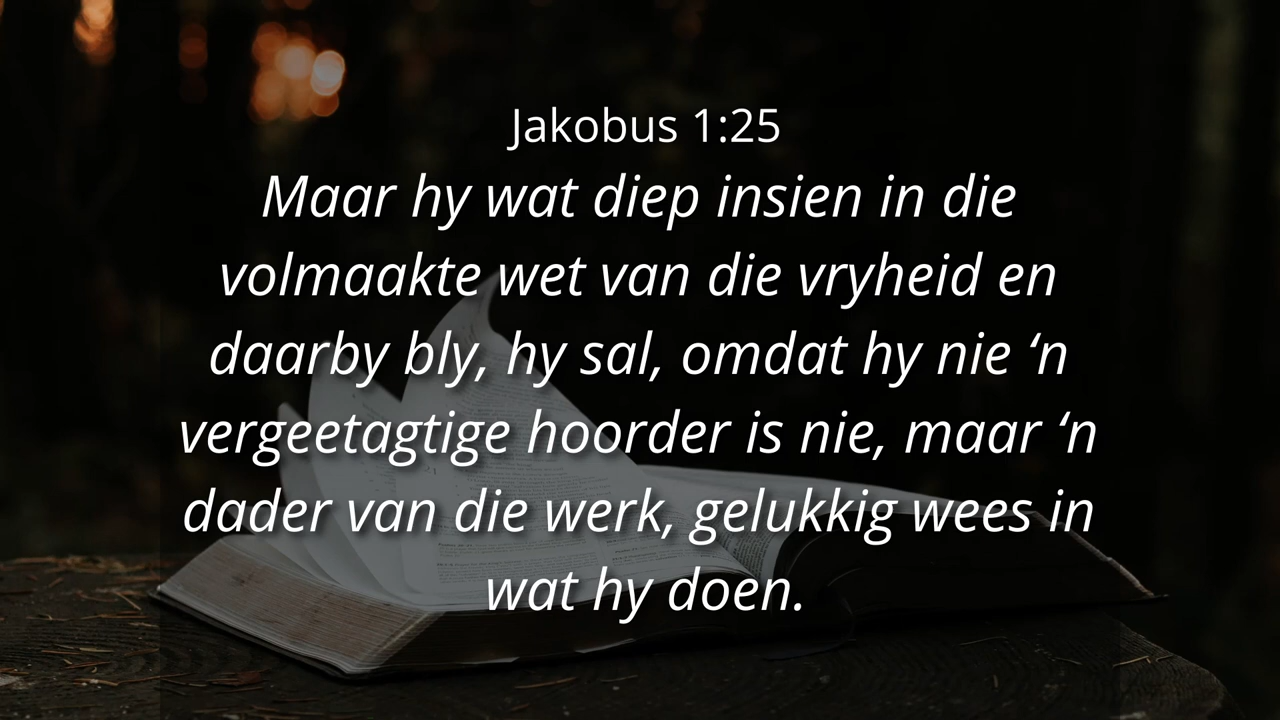 Jakobus 1:25
Maar hy wat diep insien in die
volmaakte wet van die vryheid en
daarby bly, hy sal, omdat hy nie ‘n
vergeetagtige hoorder is nie, maar ‘n
dader van die werk, gelukkig wees in
wat hy doen.